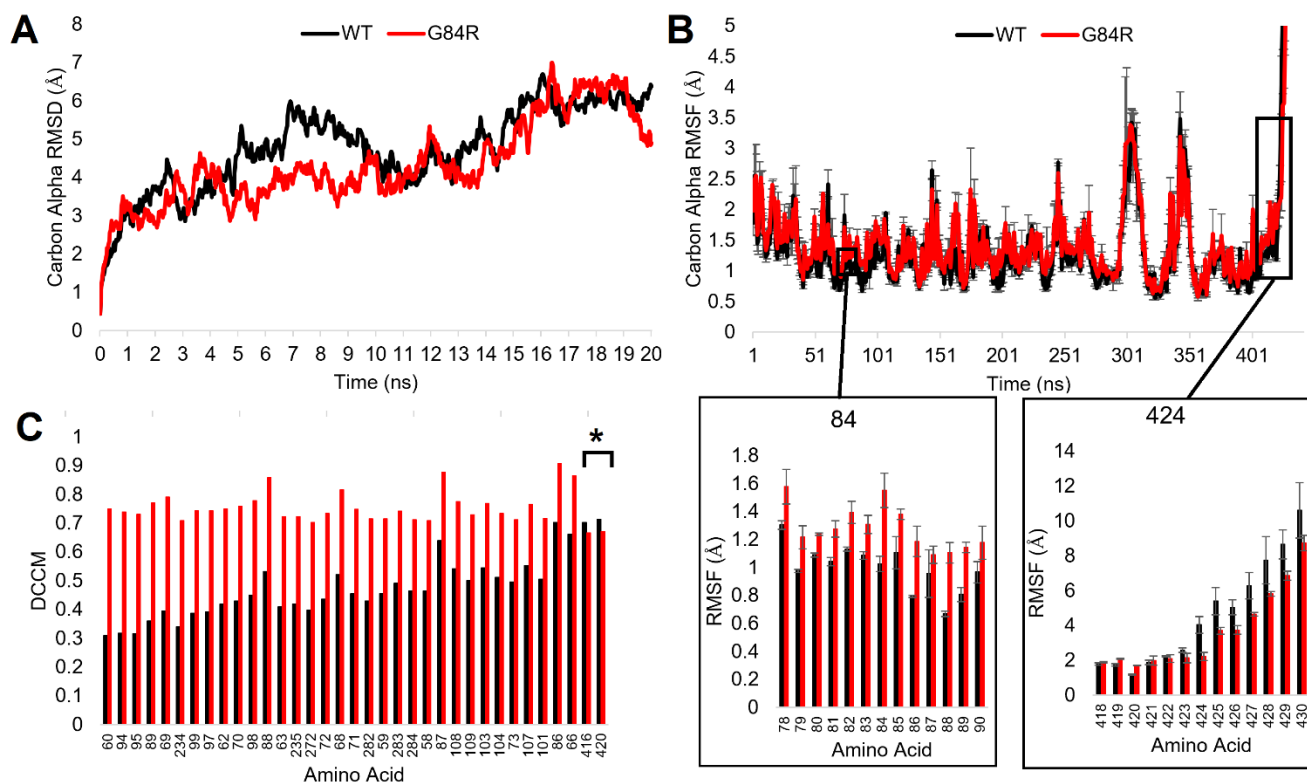 A
WT G84R
Carbon Alpha RMSD (Å)
8
7
6
5
4
3
2
1
0
0 1 2 3 4 5 6 7 8 9 10 11 12 13 14 15 16 17 18 19 20
Time (ns)
B
WT G84R
Carbon Alpha RMSF (Å)
5
4.5
4
3.5
3
2.5
2
1.5
1
0.5
0
1 51 101 151 201 251 301 351 401
Time (ns)
C
*
DCCM
1
0.9
0.8
0.7
0.6
0.5
0.4
0.3
0.2
0.1
0
60 94 95 89 69 234 99 97 62 70 98 88 63 235 272 72 68 71 282 59 283 284 58 87 108 109 103 104 73 107 101 86 66 416 420
Amino Acid
84
RMSF (Å)
1.8
1.6
1.4
1.2
1
0.8
0.6
0.4
0.2
0
78 79 80 81 82 83 84 85 86 87 88 89 90
Amino Acid
424
RMSF (Å)
14
12
10
8
6
4
2
0
418 419 420 421 422 423 424 425 426 427 428 429 430
Amino Acid